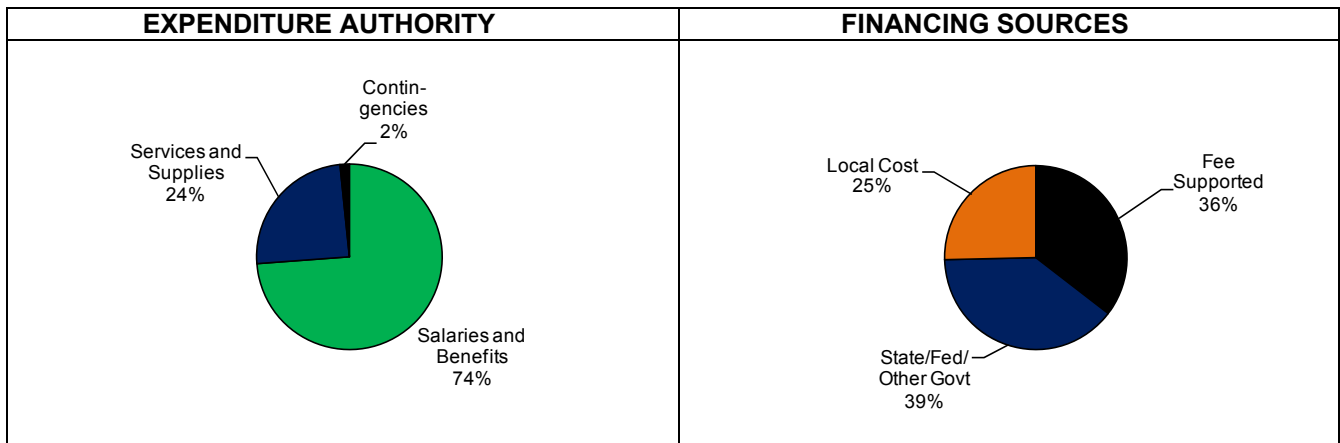 EXPENDITURE AUTHORITY
Contin-
gencies
2%
Services and
Supplies
24%
Salaries and
Benefits
74%
FINANCING SOURCES
Local Cost
25%
Fee
Supported
36%
State/Fed/
Other Govt
39%